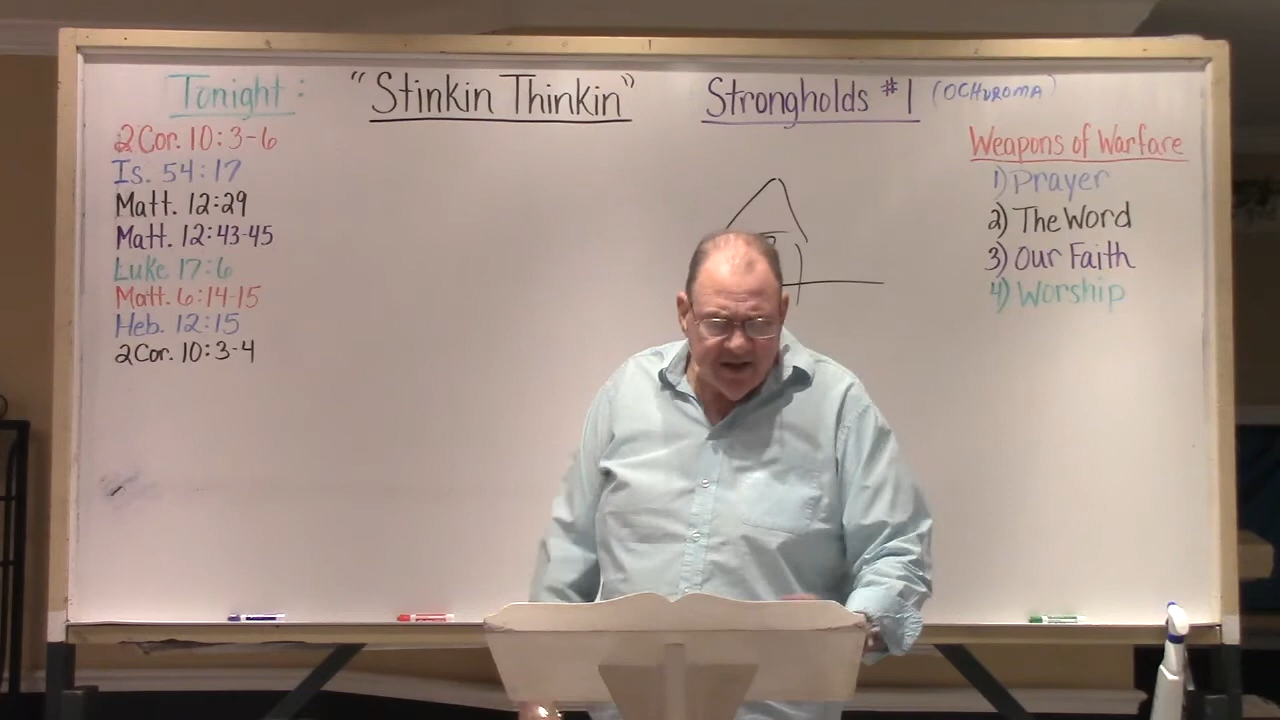 Tonight: "Stinkin Thinkin" Strongholds #1 (OCHUROMA)
2Cor. 10:3-6
Is. 54:17
Matt. 12:29
Matt. 12:43-45
Luke 17:6
Matt. 6:14-15
Heb. 12:15
2Cor. 10:3-4
Weapons of Warfare
1) Prayer
2) The Word
3) Our Faith
4) Worship